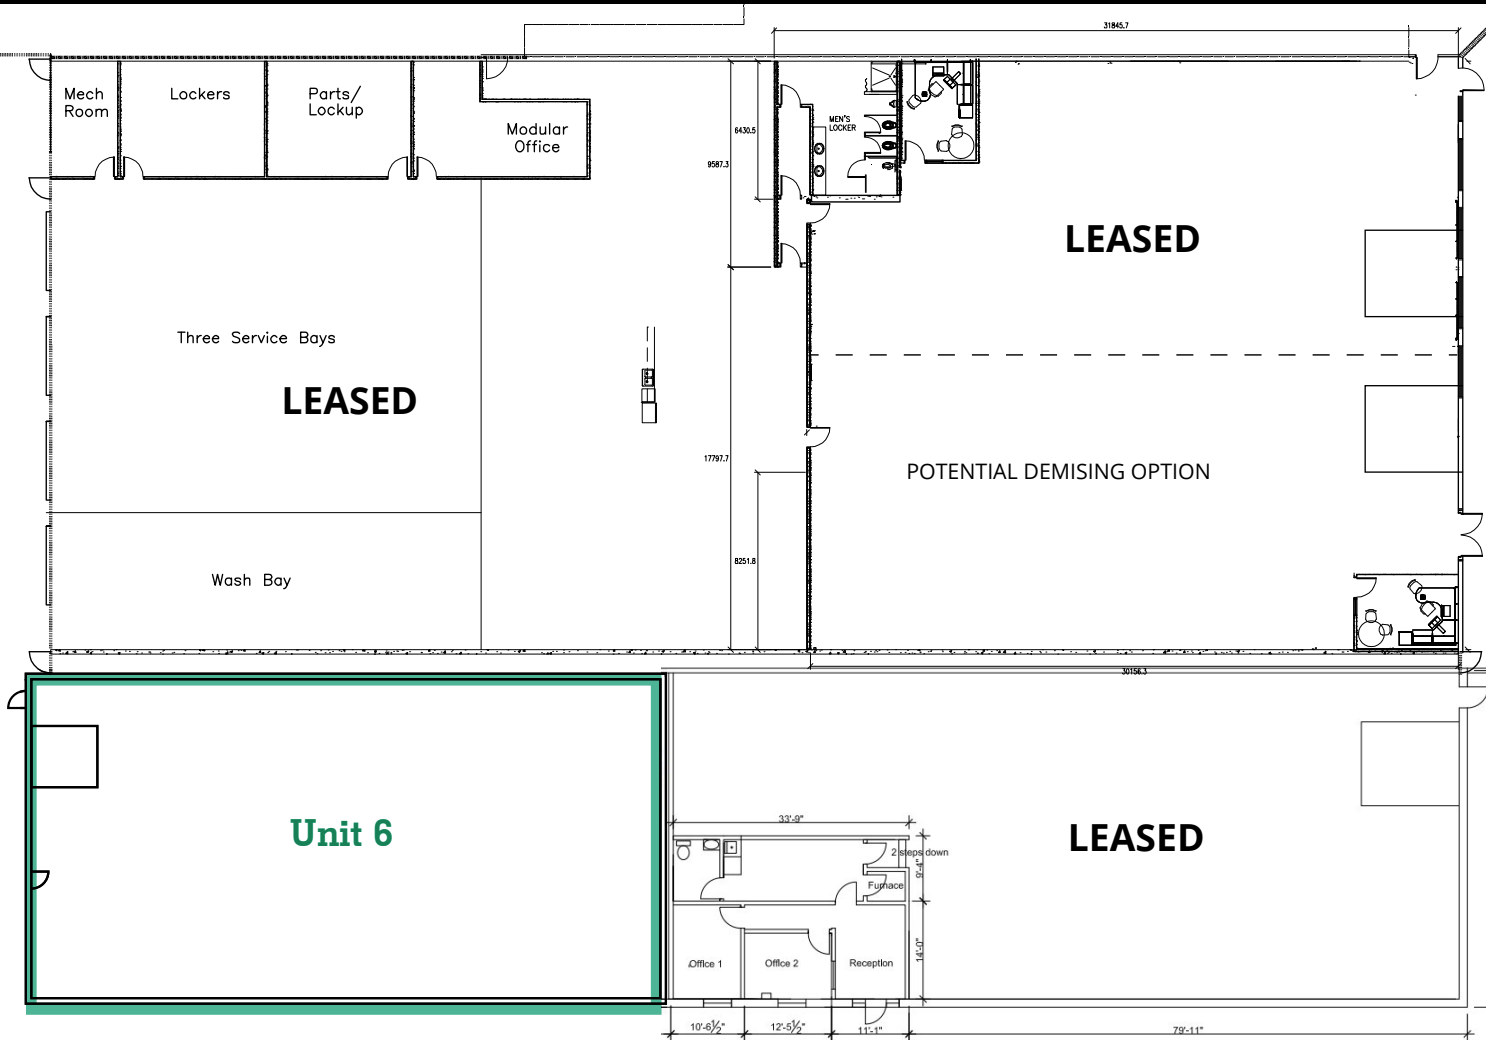 31845.7
Mech
Room
Lockers
Parts/
Lockup
Modular
Office
6430.5
9587.3
MEN'S
LOCKER
LEASED
Three Service Bays
LEASED
17797.7
POTENTIAL DEMISING OPTION
8251.8
Wash Bay
30156.3
Unit 6
33'-9"
LEASED
2 steps down
9'-4"
Furnace
14'-0"
Office 1
Office 2
Reception
10'-6½"
12'-5½"
11'-1"
79'-11"